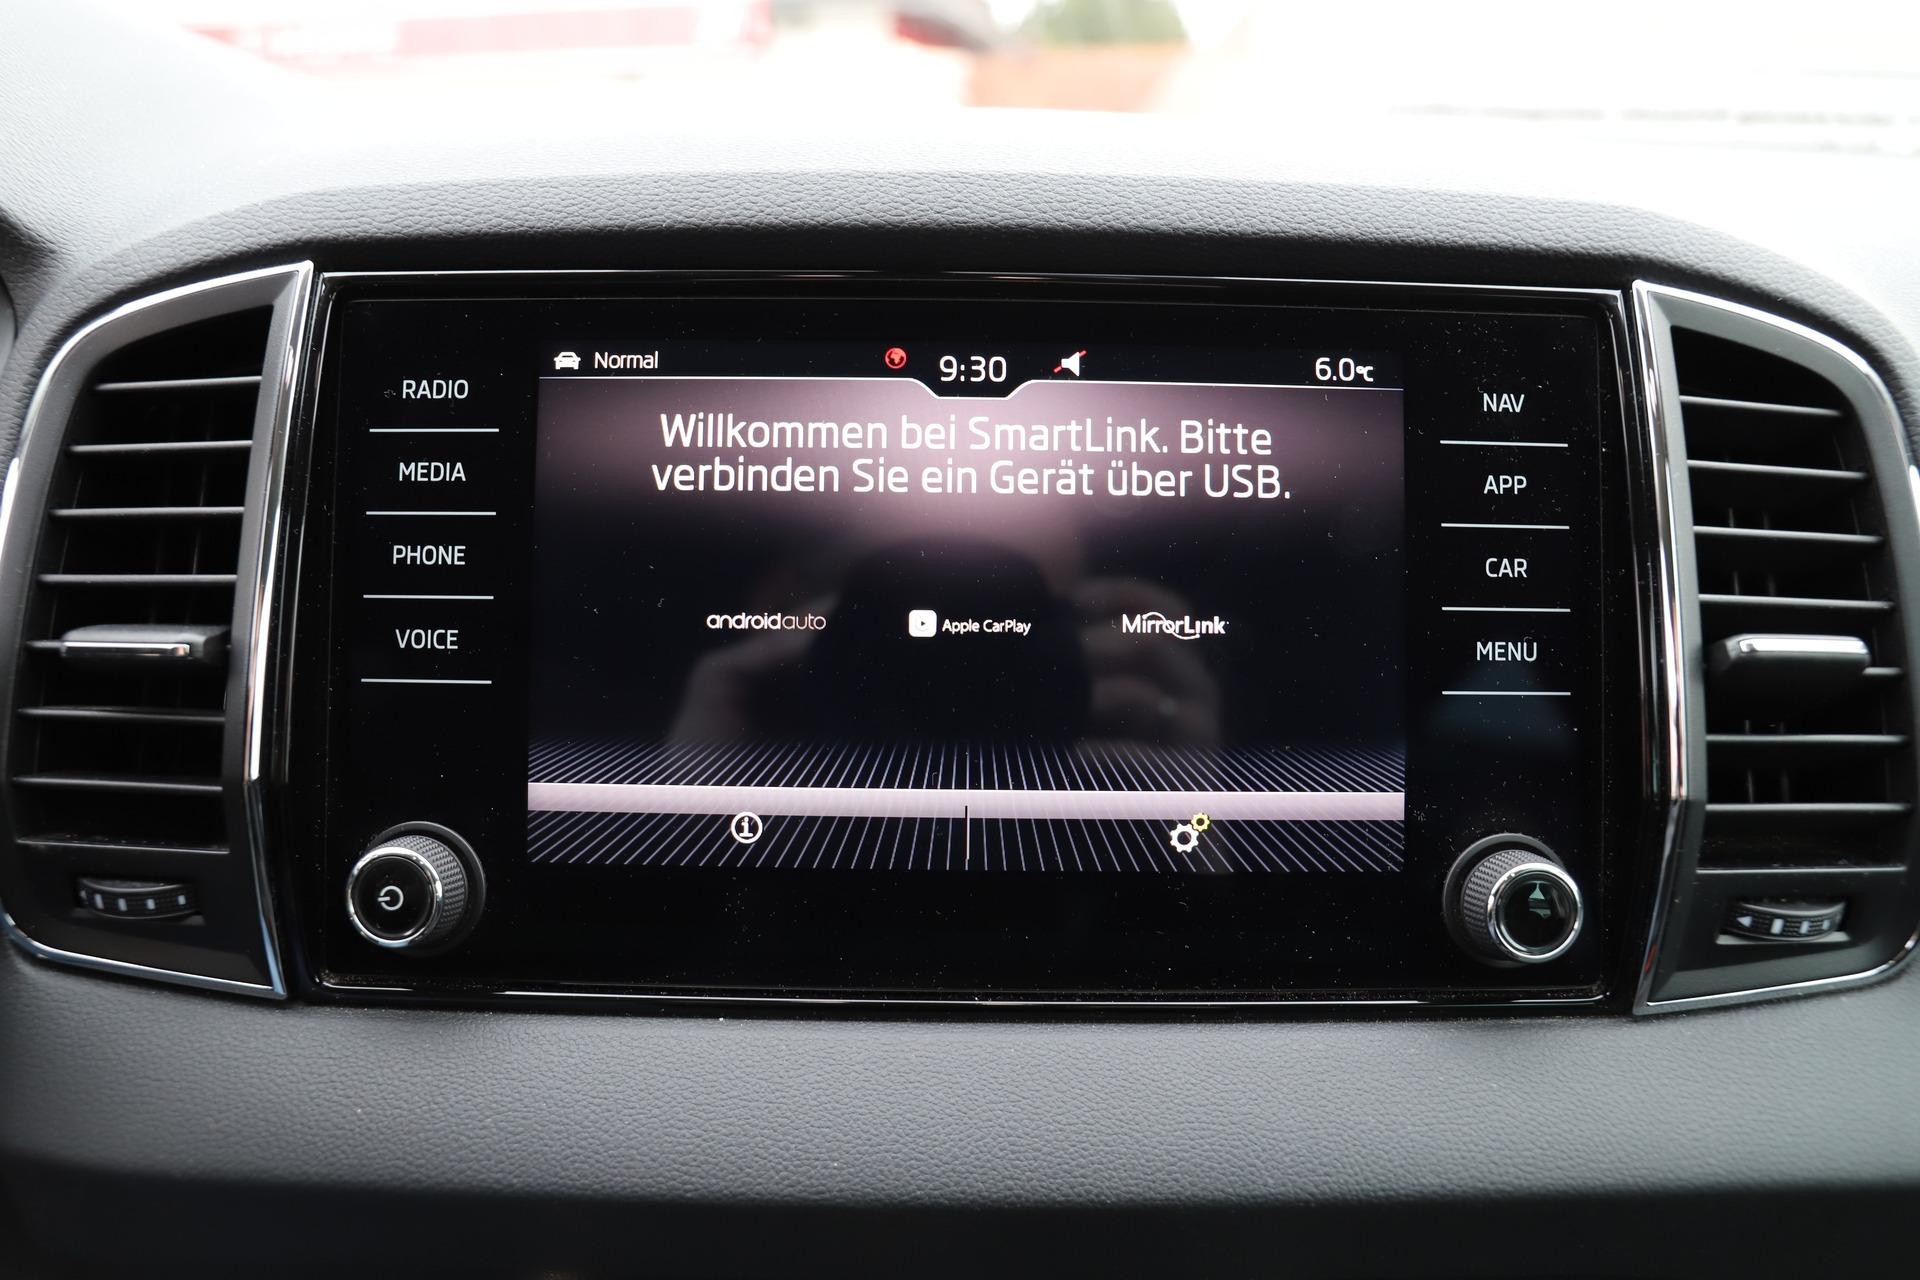 Normal
9:30
6.0°C
RADIO
MEDIA
PHONE
VOICE
Willkommen bei SmartLink. Bitte
verbinden Sie ein Gerät über USB.
androidauto
Apple CarPlay
MirrorLink
NAV
APP
CAR
MENU